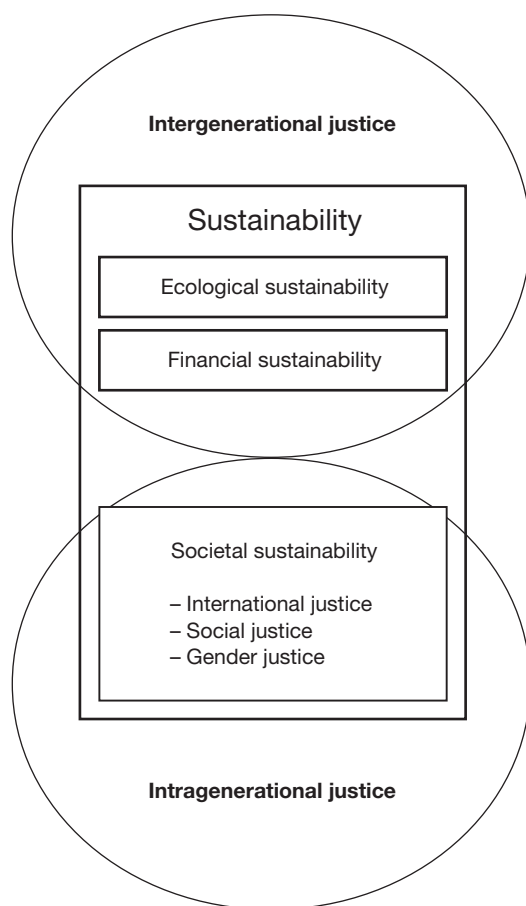 Intergenerational justice
Sustainability
Ecological sustainability
Financial sustainability
Societal sustainability
– International justice
– Social justice
– Gender justice
Intragenerational justice